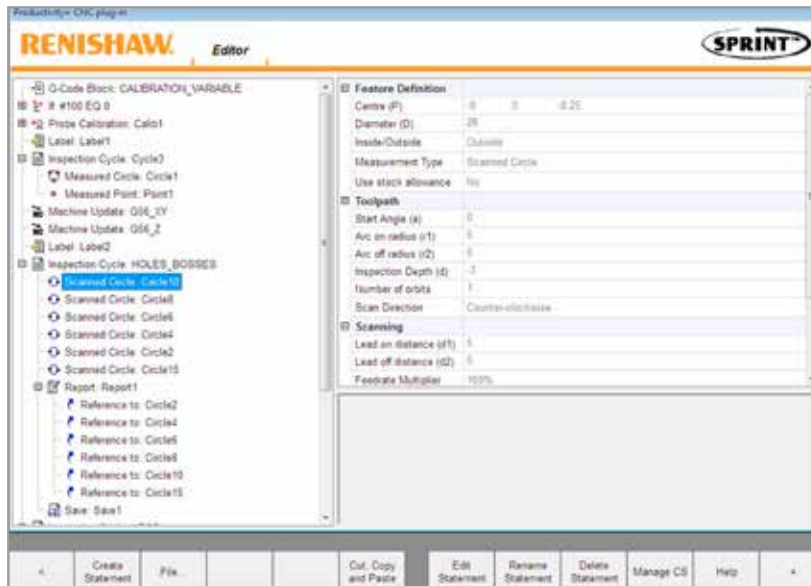 Productivity+ CNC plug-in
RENISHAW.
Editor
SPRINT™
G-Code Block: CALIBRATION_VARIABLE
If: #100 EQ 0
Probe Calibration: Calib1
Label: Label1
Inspection Cycle: Cycle3
Measured Circle: Circle1
Measured Point: Point1
Machine Update: G56_XY
Machine Update: G56_Z
Label: Label2
Inspection Cycle: HOLES_BOSSES
Scanned Circle: Circle10
Scanned Circle: Circle8
Scanned Circle: Circle6
Scanned Circle: Circle4
Scanned Circle: Circle2
Scanned Circle: Circle15
Report: Report1
Reference to: Circle2
Reference to: Circle4
Reference to: Circle6
Reference to: Circle8
Reference to: Circle10
Reference to: Circle15
Save: Save1
Feature Definition
Centre (P) 0 0 -0.25
Diameter (D) 26
Inside/Outside Outside
Measurement Type Scanned Circle
Use stock allowance No
Toolpath
Start Angle (a) 0
Arc on radius (r1) 5
Arc off radius (r2) 5
Inspection Depth (d) -3
Number of orbits 1
Scan Direction Counter-clockwise
Scanning
Lead on distance (d1) 5
Lead off distance (d2) 5
Feedrate Multiplier 100%
<
Create Statement
File...
Cut, Copy and Paste
Edit Statement
Rename Statement
Delete Statement
Manage CS
Help